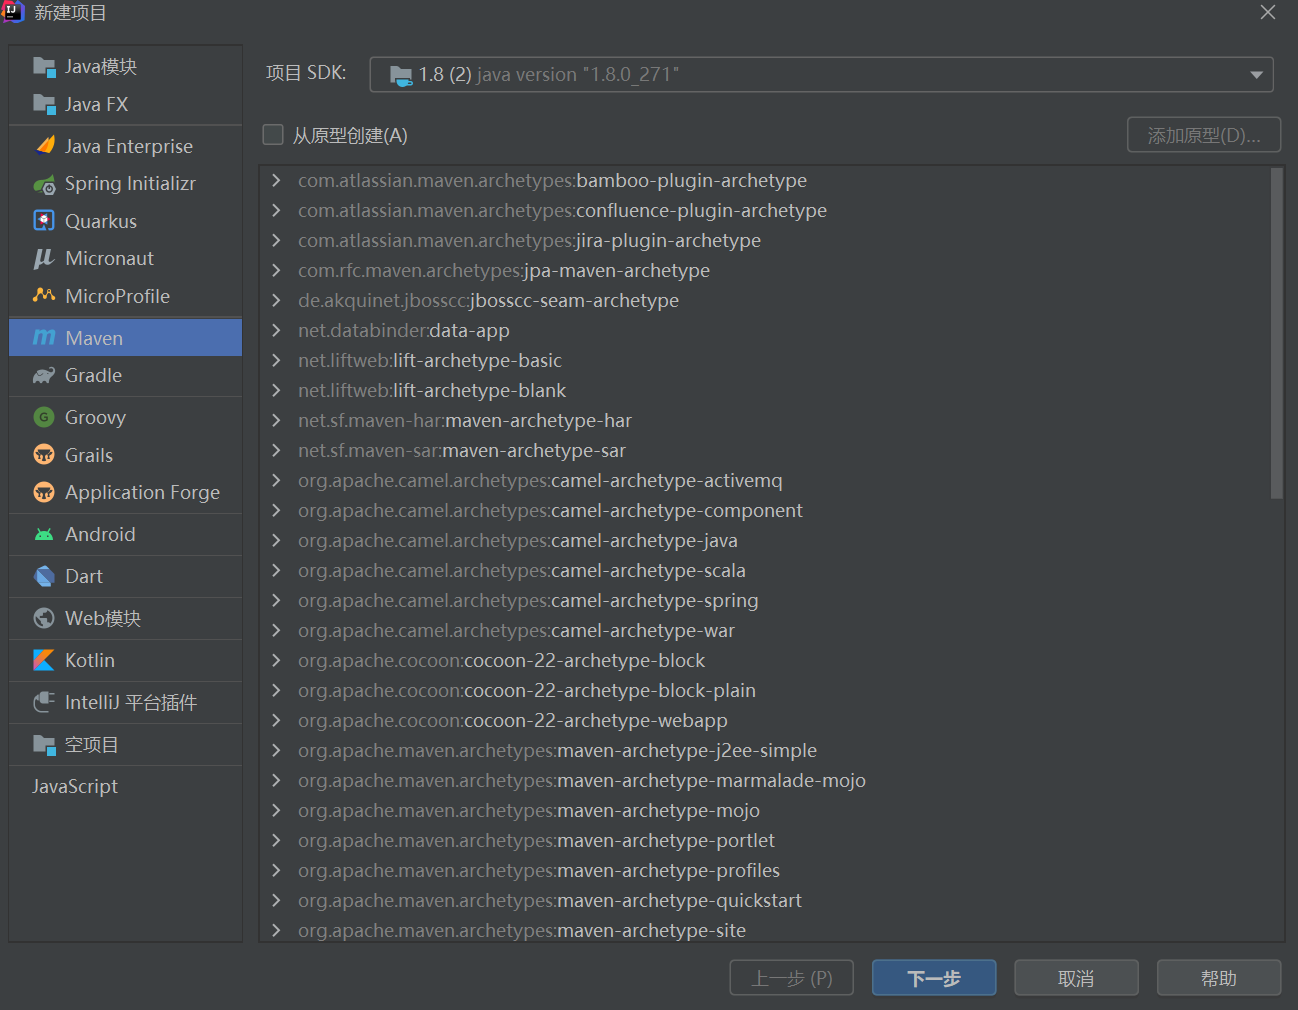 新建项目
Java模块
Java FX
Java Enterprise
Spring Initializr
Quarkus
Micronaut
MicroProfile
Maven
Gradle
Groovy
Grails
Application Forge
Android
Dart
Web模块
Kotlin
IntelliJ 平台插件
空项目
JavaScript
项目 SDK:
1.8 (2) java version "1.8.0_271"
从原型创建(A)
添加原型(D)...
com.atlassian.maven.archetypes:bamboo-plugin-archetype
com.atlassian.maven.archetypes:confluence-plugin-archetype
com.atlassian.maven.archetypes:jira-plugin-archetype
com.rfc.maven.archetypes:jpa-maven-archetype
de.akquinet.jbosscc:jbosscc-seam-archetype
net.databinder:data-app
net.liftweb:lift-archetype-basic
net.liftweb:lift-archetype-blank
net.sf.maven-har:maven-archetype-har
net.sf.maven-sar:maven-archetype-sar
org.apache.camel.archetypes:camel-archetype-activemq
org.apache.camel.archetypes:camel-archetype-component
org.apache.camel.archetypes:camel-archetype-java
org.apache.camel.archetypes:camel-archetype-scala
org.apache.camel.archetypes:camel-archetype-spring
org.apache.camel.archetypes:camel-archetype-war
org.apache.cocoon:cocoon-22-archetype-block
org.apache.cocoon:cocoon-22-archetype-block-plain
org.apache.cocoon:cocoon-22-archetype-webapp
org.apache.maven.archetypes:maven-archetype-j2ee-simple
org.apache.maven.archetypes:maven-archetype-marmalade-mojo
org.apache.maven.archetypes:maven-archetype-mojo
org.apache.maven.archetypes:maven-archetype-portlet
org.apache.maven.archetypes:maven-archetype-profiles
org.apache.maven.archetypes:maven-archetype-quickstart
org.apache.maven.archetypes:maven-archetype-site
上一步 (P)
下一步
取消
帮助